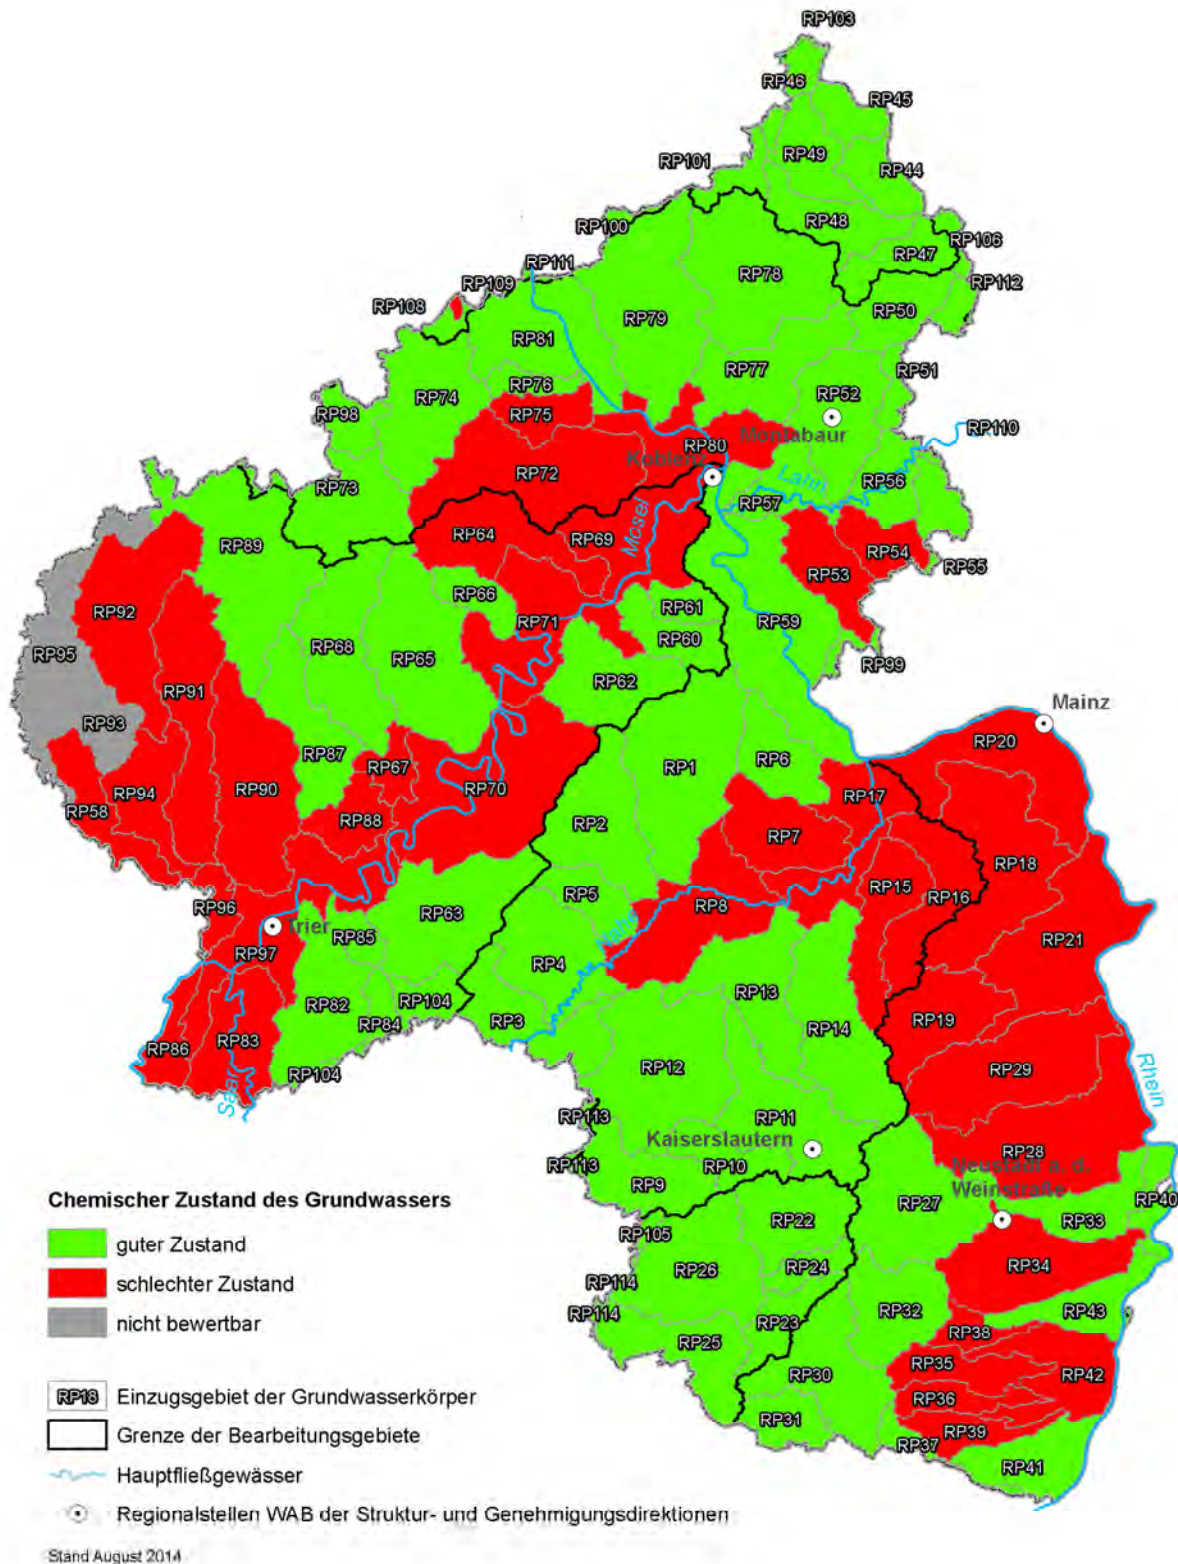 RP103
RP46
RP45
RP49
RP101
RP44
RP48
RP100
RP106
RP47
RP111
RP78
RP109
RP112
RP108
RP50
RP79
RP81
RP77
RP51
RP76
RP52
RP74
RP98
RP75
RP110
Montabaur
RP80
Koblenz
RP72
Lahn
RP56
RP73
RP57
Mosel
RP89
RP64
RP69
RP54
RP55
RP53
RP66
RP92
RP61
RP71
RP59
RP60
RP68
RP95
RP65
RP99
RP91
RP62
Mainz
RP93
RP20
RP87
RP1
RP6
RP67
RP70
RP90
RP94
RP17
RP58
RP88
RP2
RP7
RP18
RP5
RP15
RP16
RP8
RP96
RP63
Trier
RP85
Nahe
RP21
RP97
RP4
RP13
RP82
RP104
RP3
RP84
RP14
RP19
RP83
RP86
RP12
RP29
RP104
Saar
Rhein
RP113
RP11
Kaiserslautern
RP28
RP113
RP10
Neustadt a. d.
Weinstraße
RP9
RP27
RP40
RP33
RP22
RP105
RP34
RP24
RP26
RP114
RP114
RP43
RP32
RP23
RP38
RP25
RP35
RP42
RP30
RP36
RP31
RP39
RP37
RP41
Chemischer Zustand des Grundwassers
guter Zustand
schlechter Zustand
nicht bewertbar
RP18 Einzugsgebiet der Grundwasserkörper
Grenze der Bearbeitungsgebiete
Hauptfließgewässer
Regionalstellen WAB der Struktur- und Genehmigungsdirektionen
Stand August 2014